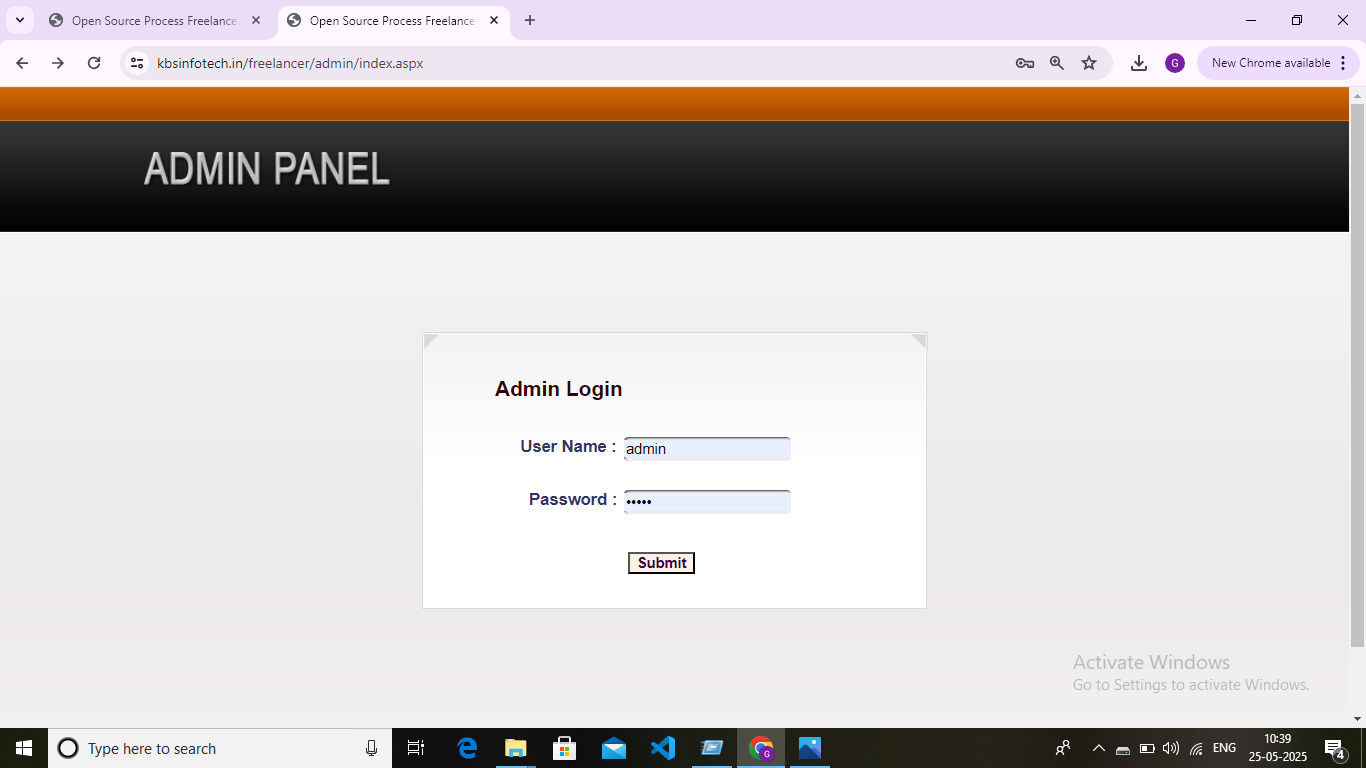 Open Source Process Freelance
Open Source Process Freelance
kbsinfotech.in/freelancer/admin/index.aspx
G
New Chrome available
ADMIN PANEL
Admin Login
User Name :
admin
Password :
•••••
Submit
Activate Windows
Go to Settings to activate Windows.
Type here to search
G
ENG
10:39
25-05-2025
4